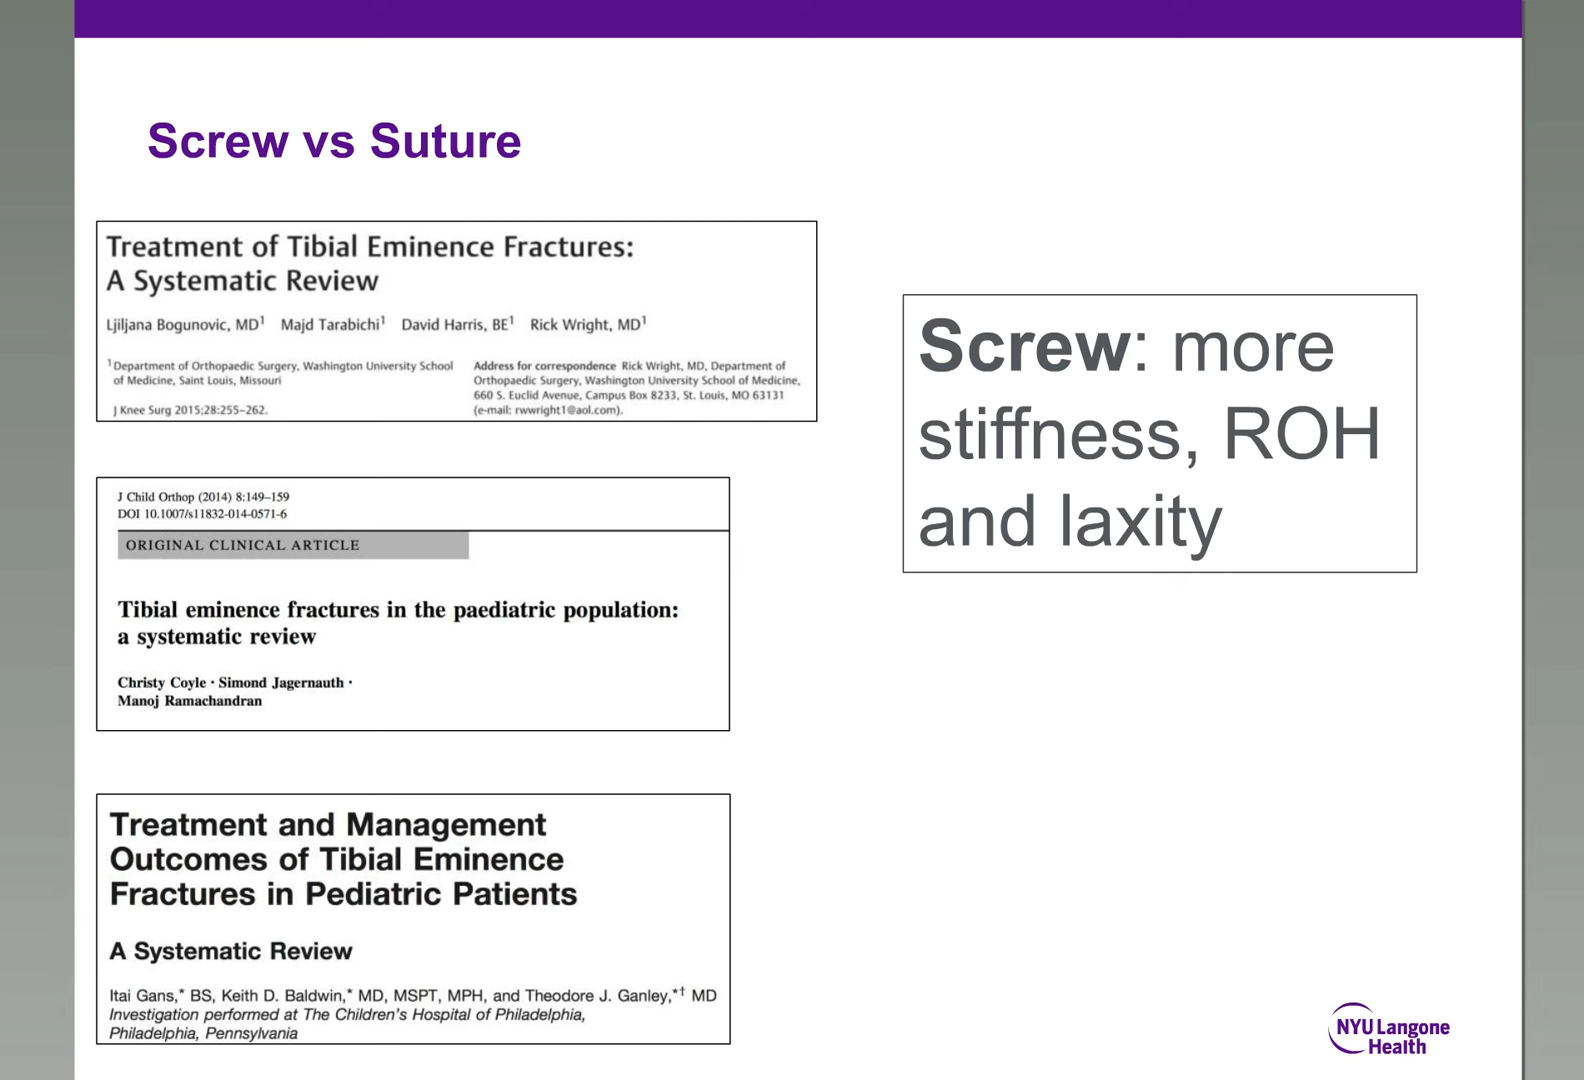 Screw vs Suture
Treatment of Tibial Eminence Fractures:
A Systematic Review
Ljiljana Bogunovic, MD¹ Majd Tarabichi¹ David Harris, BE¹ Rick Wright, MD¹
¹ Department of Orthopaedic Surgery, Washington University School
of Medicine, Saint Louis, Missouri
J Knee Surg 2015;28:255–262.
Address for correspondence Rick Wright, MD, Department of
Orthopaedic Surgery, Washington University School of Medicine,
660 S. Euclid Avenue, Campus Box 8233, St. Louis, MO 63131
(e-mail: rwwright1@aol.com).
J Child Orthop (2014) 8:149–159
DOI 10.1007/s11832-014-0571-6
ORIGINAL CLINICAL ARTICLE
Tibial eminence fractures in the paediatric population:
a systematic review
Christy Coyle · Simond Jagernauth ·
Manoj Ramachandran
Treatment and Management
Outcomes of Tibial Eminence
Fractures in Pediatric Patients
A Systematic Review
Itai Gans,* BS, Keith D. Baldwin,* MD, MSPT, MPH, and Theodore J. Ganley,*† MD
Investigation performed at The Children's Hospital of Philadelphia,
Philadelphia, Pennsylvania
Screw: more
stiffness, ROH
and laxity
NYU Langone
Health